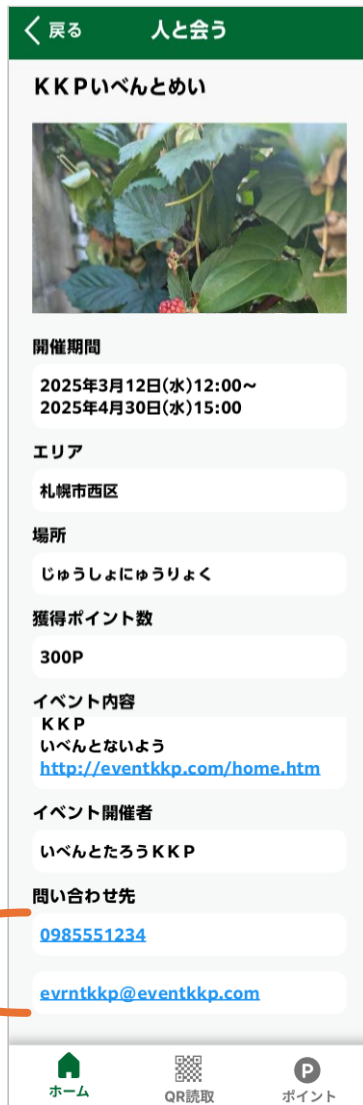 戻る
人と会う
KKPいべんとめい
開催期間
2025年3月12日(水)12:00~
2025年4月30日(水)15:00
エリア
札幌市西区
場所
じゅうしょにゅうりょく
獲得ポイント数
300P
イベント内容
KKP
いべんとないよう
http://eventkkp.com/home.htm
イベント開催者
いべんとたろうKKP
問い合わせ先
0985551234
evrntkkp@eventkkp.com
ホーム
QR読取
P
ポイント